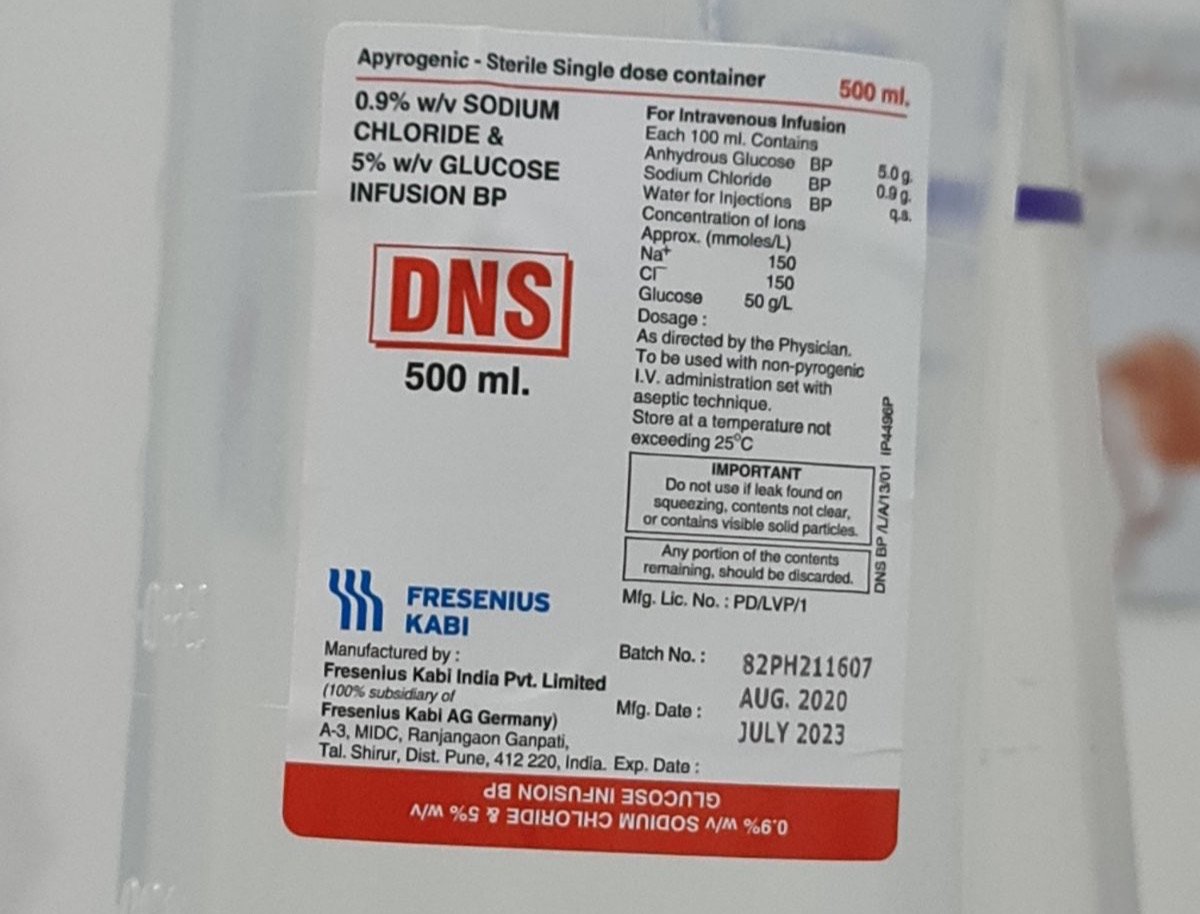 Apyrogenic - Sterile Single dose container 500 ml.
0.9% w/v SODIUM
CHLORIDE &
5% w/v GLUCOSE
INFUSION BP
DNS
500 ml.
For Intravenous Infusion
Each 100 ml. Contains
Anhydrous Glucose BP 5.0 g.
Sodium Chloride BP 0.9 g.
Water for Injections BP q.s.
Concentration of Ions
Approx. (mmoles/L)
Na+ 150
Cl− 150
Glucose 50 g/L
Dosage :
As directed by the Physician.
To be used with non-pyrogenic
I.V. administration set with
aseptic technique.
Store at a temperature not
exceeding 25°C
IMPORTANT
Do not use if leak found on
squeezing, contents not clear,
or contains visible solid particles.
Any portion of the contents
remaining, should be discarded.
DNS BP /L/A/13/01 IP4496P
Mfg. Lic. No. : PD/LVP/1
FRESENIUS
KABI
Manufactured by :
Fresenius Kabi India Pvt. Limited
(100% subsidiary of
Fresenius Kabi AG Germany)
A-3, MIDC, Ranjangaon Ganpati,
Tal. Shirur, Dist. Pune, 412 220, India.
Batch No. : 82PH211607
Mfg. Date : AUG. 2020
Exp. Date : JULY 2023
0.9% w/v SODIUM CHLORIDE & 5% w/v
GLUCOSE INFUSION BP